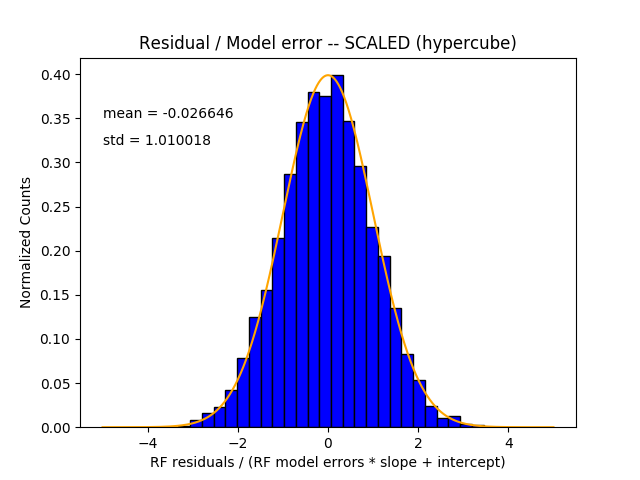 Residual / Model error -- SCALED (hypercube)
mean = -0.026646
std = 1.010018
Normalized Counts
0.40
0.35
0.30
0.25
0.20
0.15
0.10
0.05
0.00
−4
−2
0
2
4
RF residuals / (RF model errors * slope + intercept)